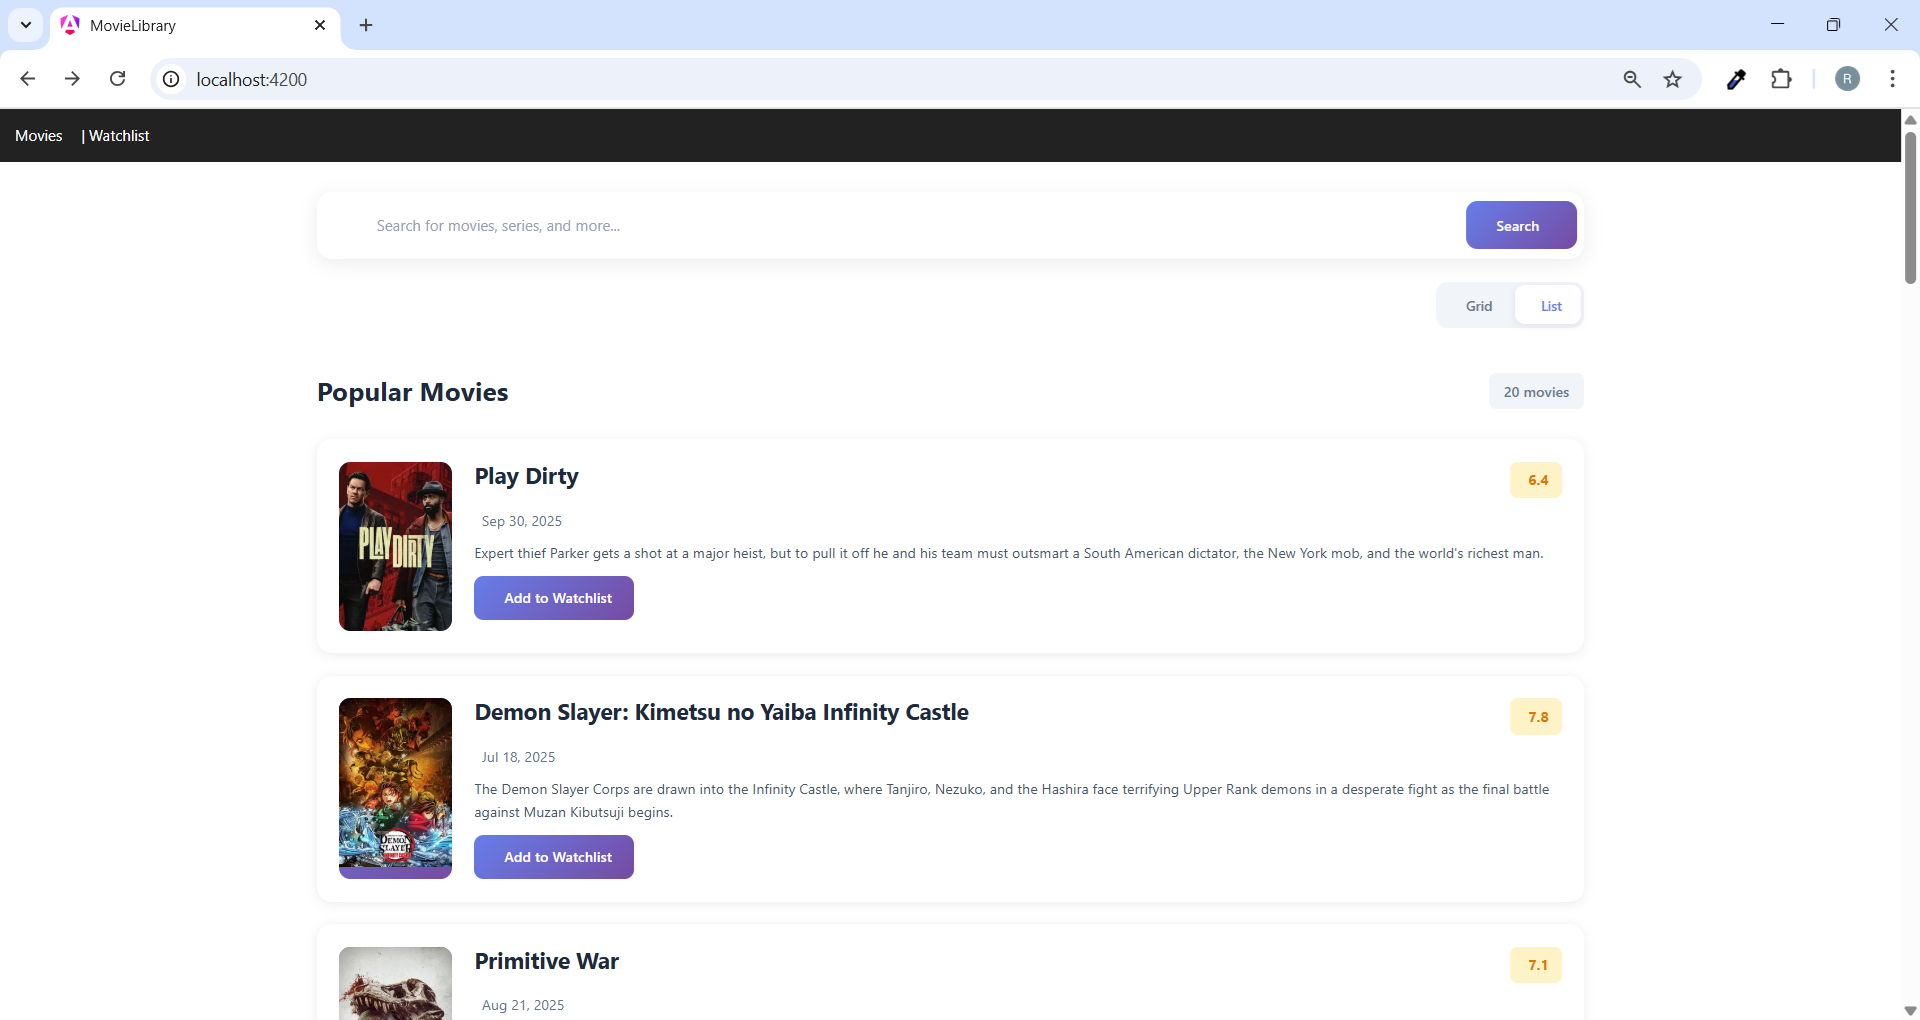 MovieLibrary
localhost:4200
R
Movies | Watchlist
Search for movies, series, and more...
Search
Grid
List
Popular Movies
20 movies
PLAY DIRTY
Play Dirty
6.4
Sep 30, 2025
Expert thief Parker gets a shot at a major heist, but to pull it off he and his team must outsmart a South American dictator, the New York mob, and the world's richest man.
Add to Watchlist
DEMON
SLAYER
INFINITY CASTLE
Demon Slayer: Kimetsu no Yaiba Infinity Castle
7.8
Jul 18, 2025
The Demon Slayer Corps are drawn into the Infinity Castle, where Tanjiro, Nezuko, and the Hashira face terrifying Upper Rank demons in a desperate fight as the final battle
against Muzan Kibutsuji begins.
Add to Watchlist
Primitive War
7.1
Aug 21, 2025